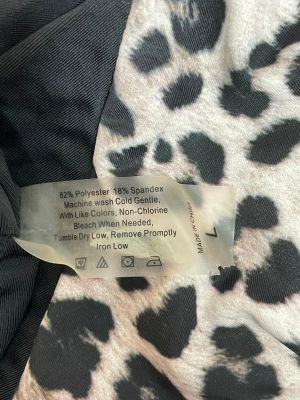 82% Polyester 18% Spandex
Machine wash Cold Gentle,
With Like Colors, Non-Chlorine
Bleach When Needed,
Tumble Dry Low, Remove Promptly
Iron Low
L
MADE IN CHINA